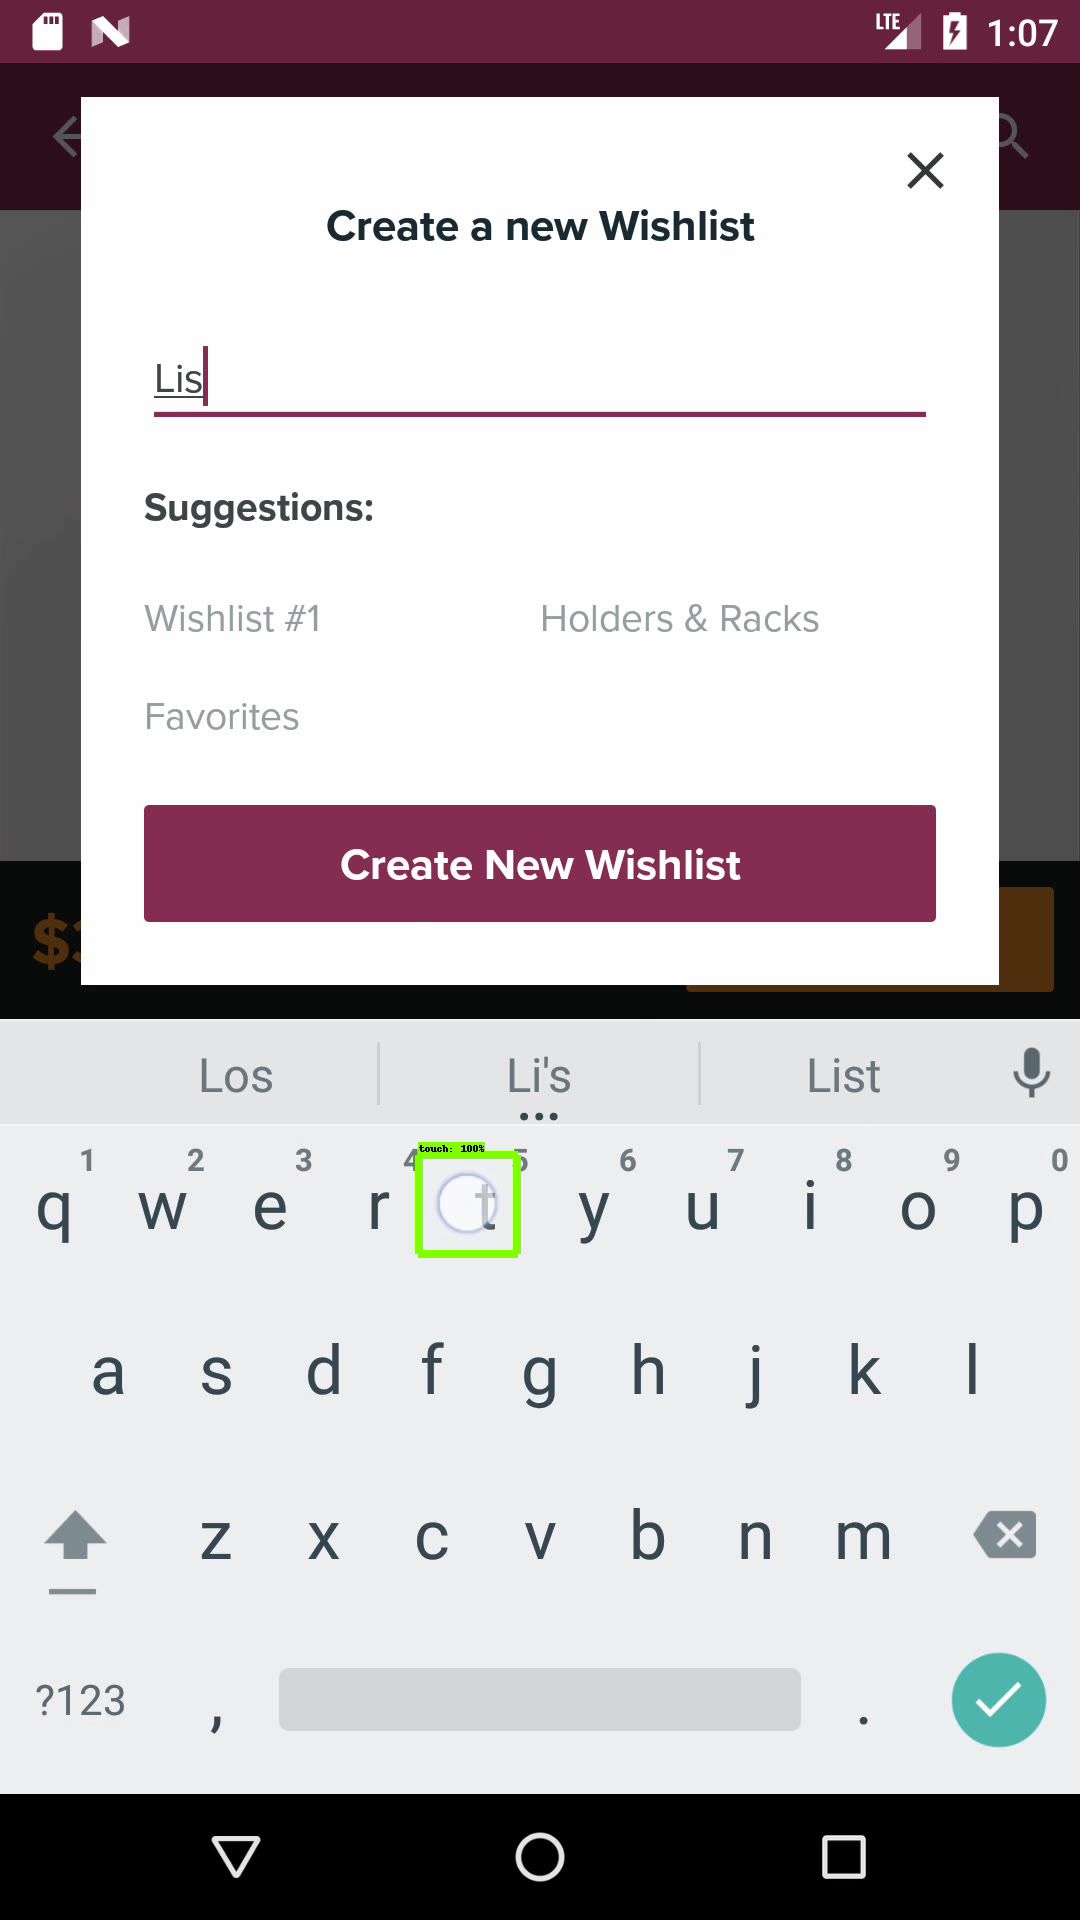 LTE 1:07
Create a new Wishlist
Lis
Suggestions:
Wishlist #1 Holders & Racks
Favorites
Create New Wishlist
Los Li's List
touch: 100%
1 2 3 4 5 6 7 8 9 0
q w e r t y u i o p
a s d f g h j k l
z x c v b n m
?123 , .